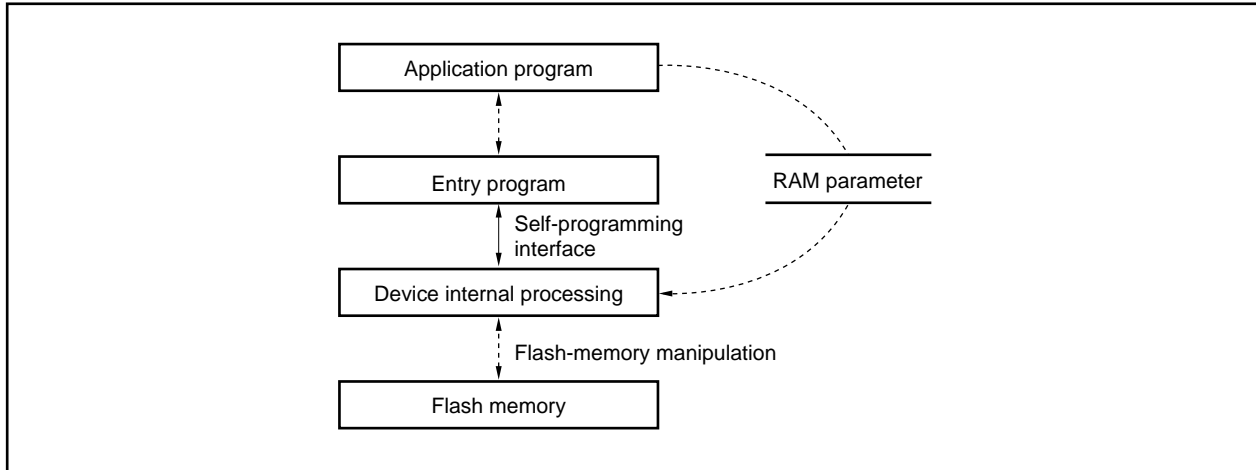 Application program
Entry program
RAM parameter
Self-programming
interface
Device internal processing
Flash-memory manipulation
Flash memory